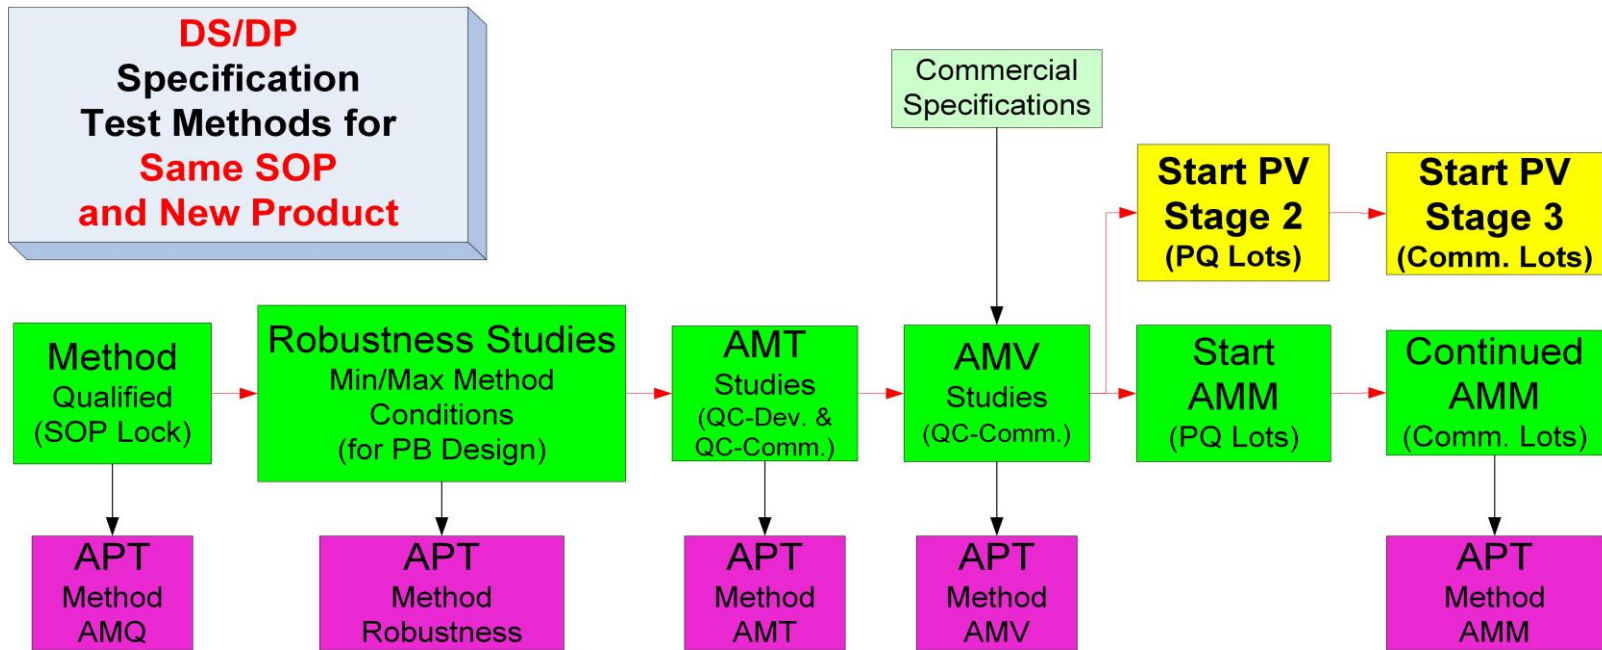 DS/DP
Specification
Test Methods for
Same SOP
and New Product
Commercial
Specifications
Start PV
Stage 2
(PQ Lots)
Start PV
Stage 3
(Comm. Lots)
Method
Qualified
(SOP Lock)
Robustness Studies
Min/Max Method
Conditions
(for PB Design)
AMT
Studies
(QC-Dev. &
QC-Comm.)
AMV
Studies
(QC-Comm.)
Start
AMM
(PQ Lots)
Continued
AMM
(Comm. Lots)
APT
Method
AMQ
APT
Method
Robustness
APT
Method
AMT
APT
Method
AMV
APT
Method
AMM